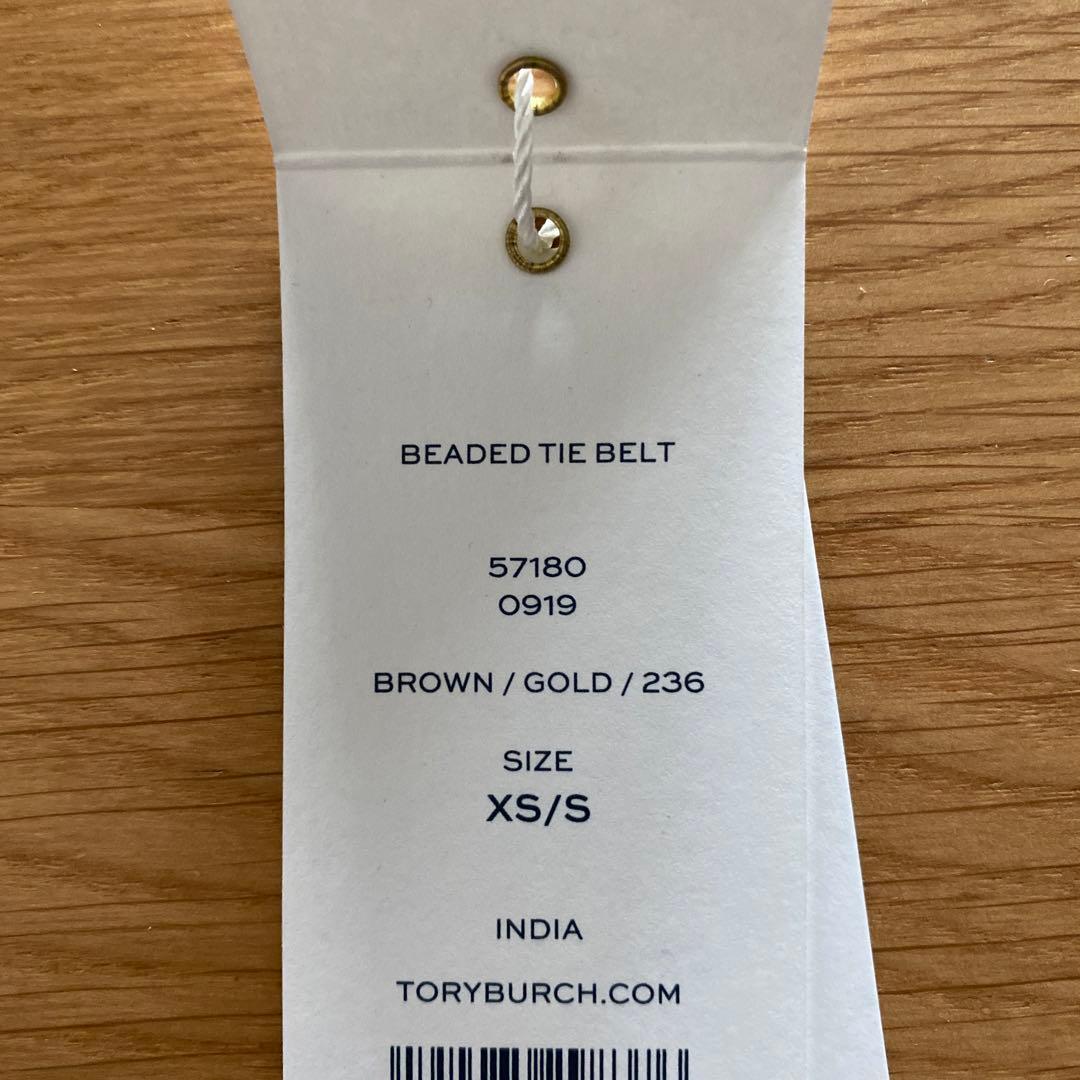 BEADED TIE BELT
57180
0919
BROWN / GOLD / 236
SIZE
XS/S
INDIA
TORYBURCH.COM